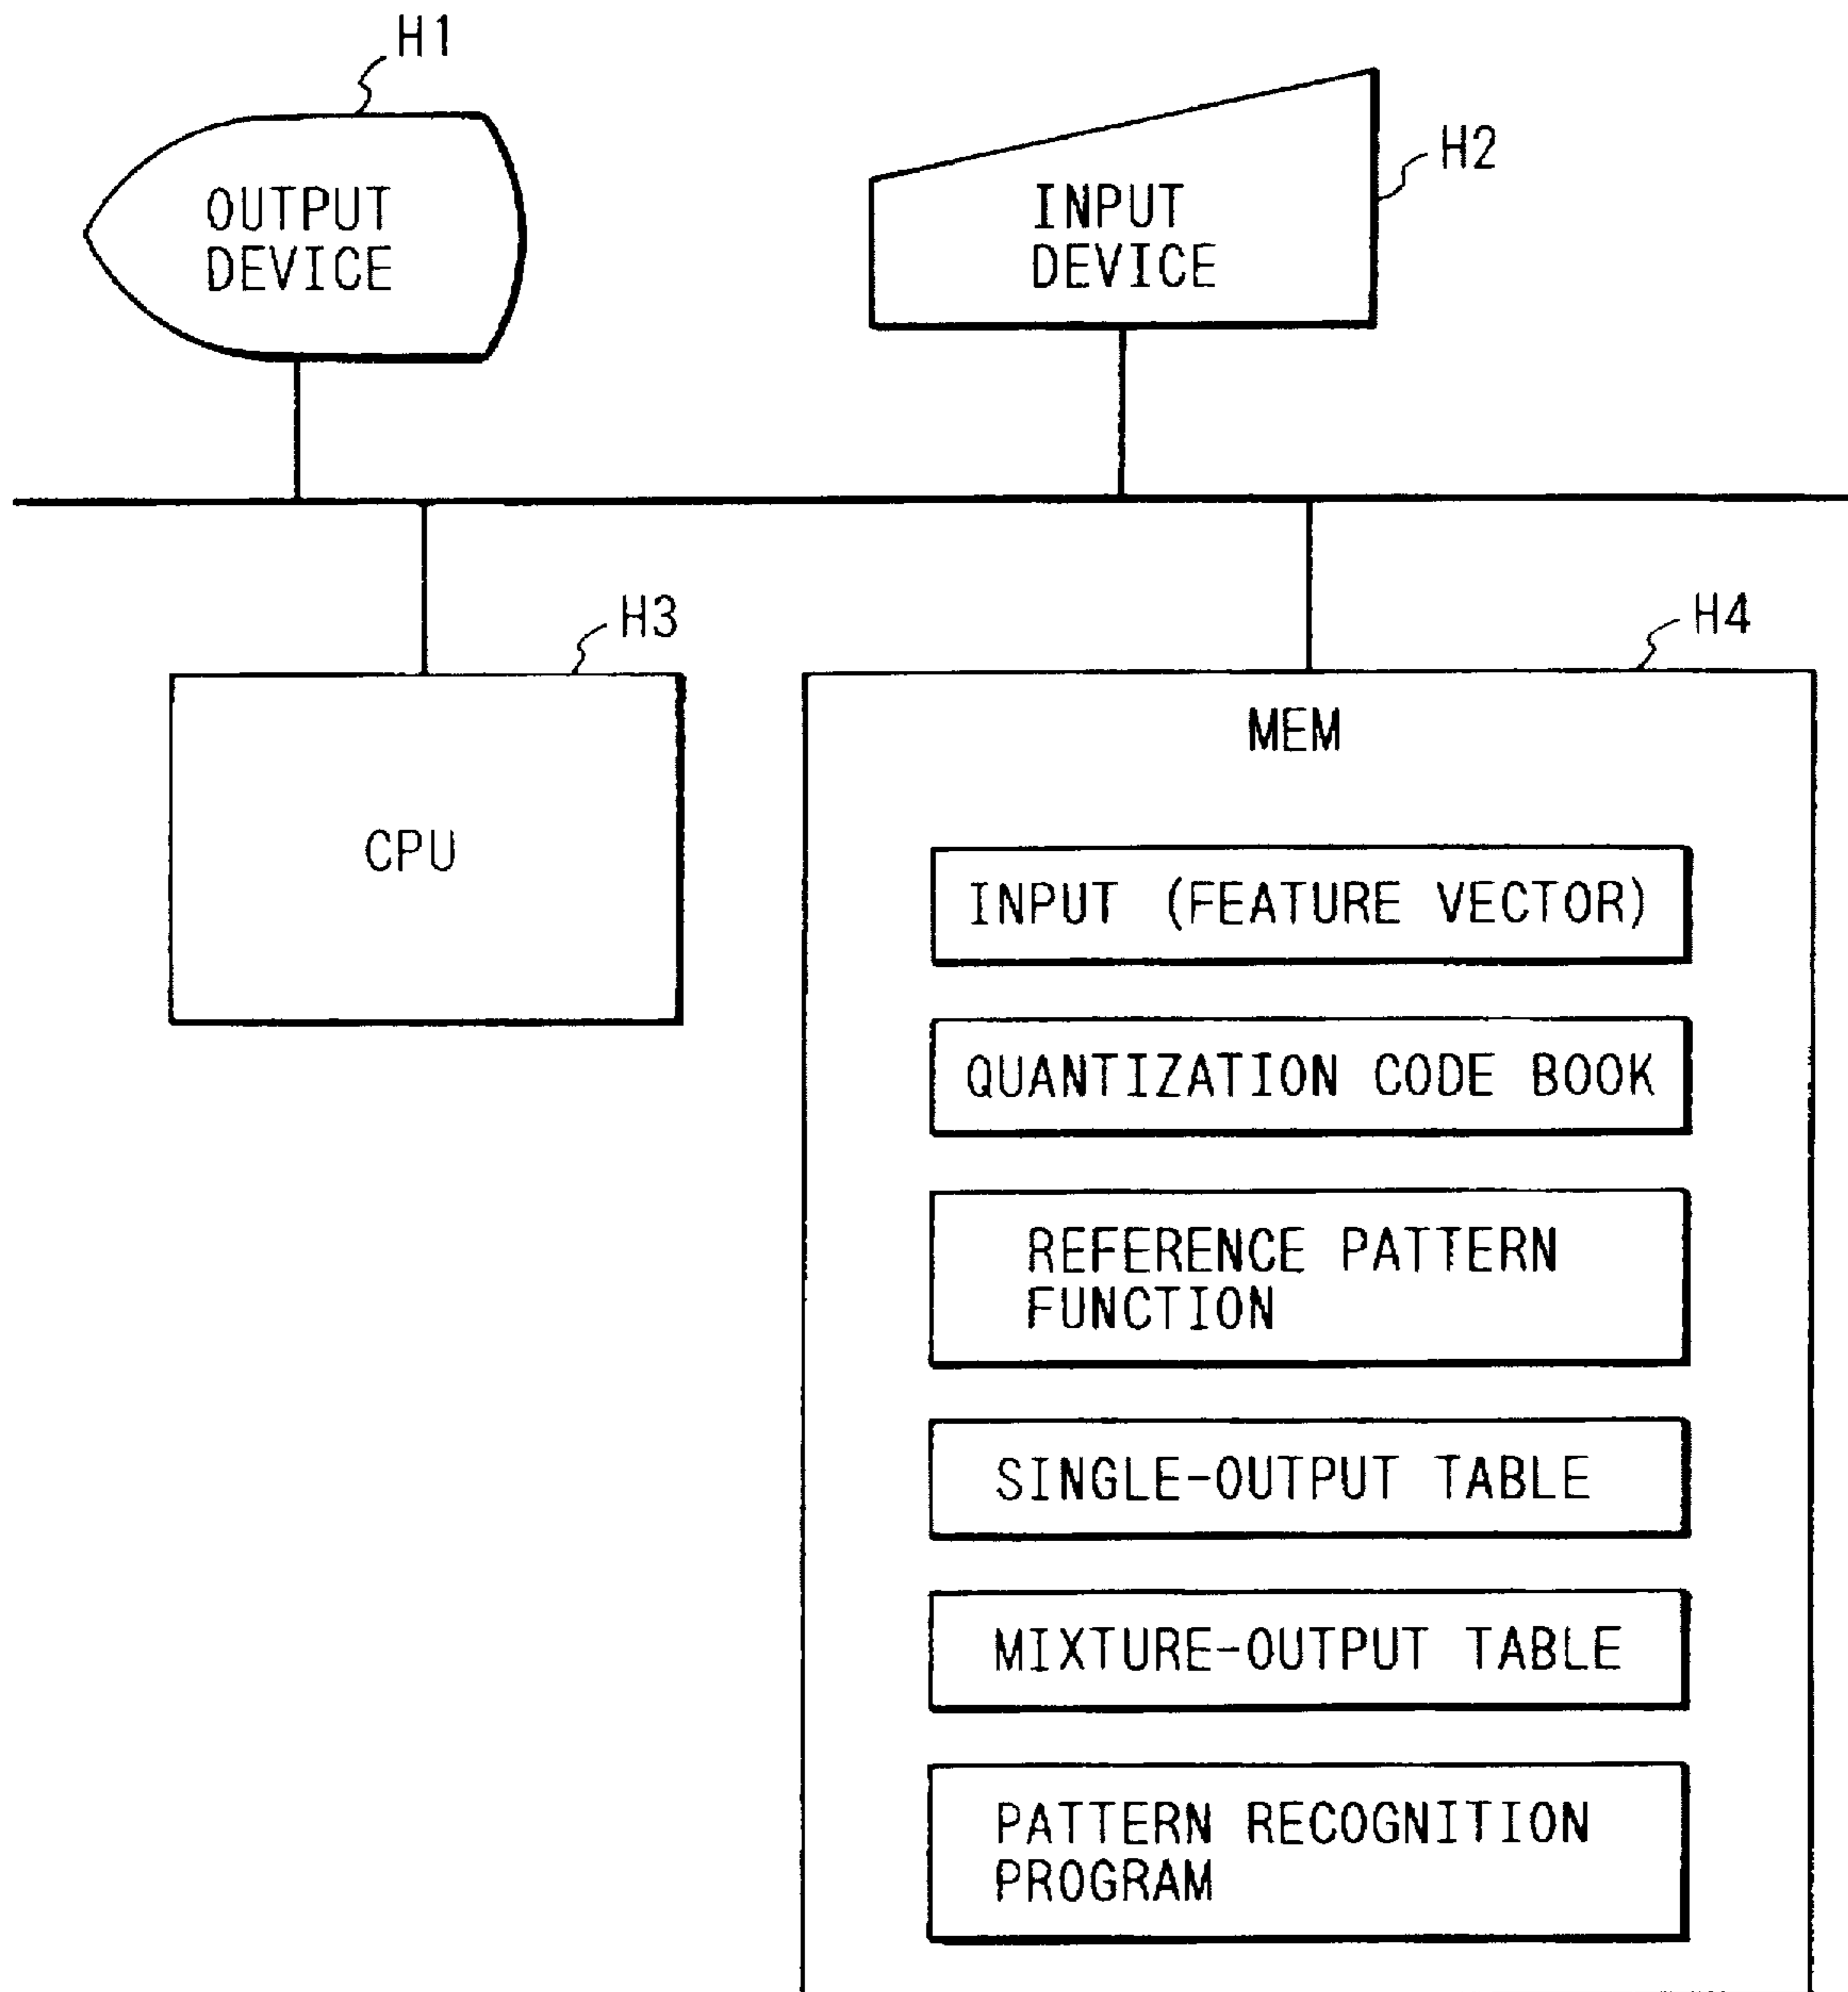 H1
OUTPUT
DEVICE
H2
INPUT
DEVICE
H3
CPU
H4
MEM
INPUT (FEATURE VECTOR)
QUANTIZATION CODE BOOK
REFERENCE PATTERN
FUNCTION
SINGLE-OUTPUT TABLE
MIXTURE-OUTPUT TABLE
PATTERN RECOGNITION
PROGRAM